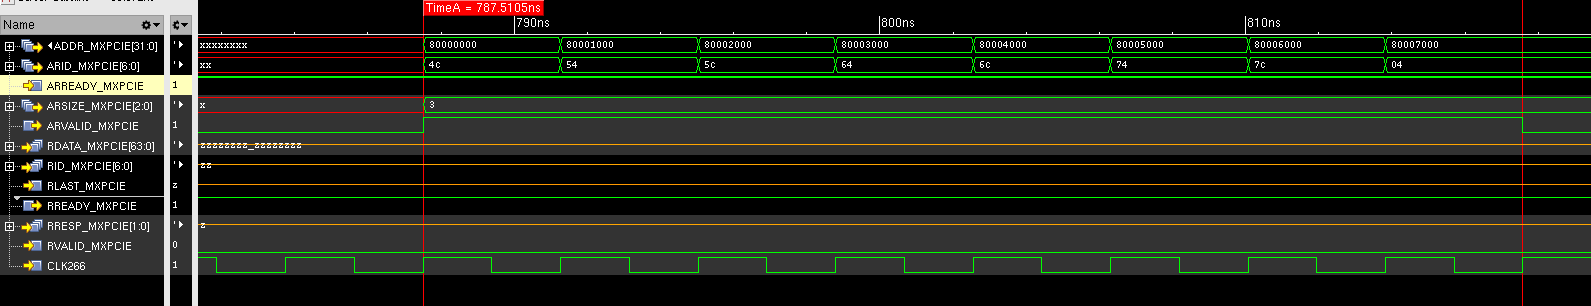 TimeA = 787.5105ns
Name
790ns 800ns 810ns
ADDR_MXPCIE[31:0] ' xxxxxxxx 80000000 80001000 80002000 80003000 80004000 80005000 80006000 80007000
ARID_MXPCIE[6:0] ' xx 4c 54 5c 64 6c 74 7c 04
ARREADY_MXPCIE 1
ARSIZE_MXPCIE[2:0] ' x 3
ARVALID_MXPCIE 1
RDATA_MXPCIE[63:0] ' zzzzzzzz_zzzzzzzz
RID_MXPCIE[6:0] ' zz
RLAST_MXPCIE z
RREADY_MXPCIE 1
RRESP_MXPCIE[1:0] ' z
RVALID_MXPCIE 0
CLK266 1